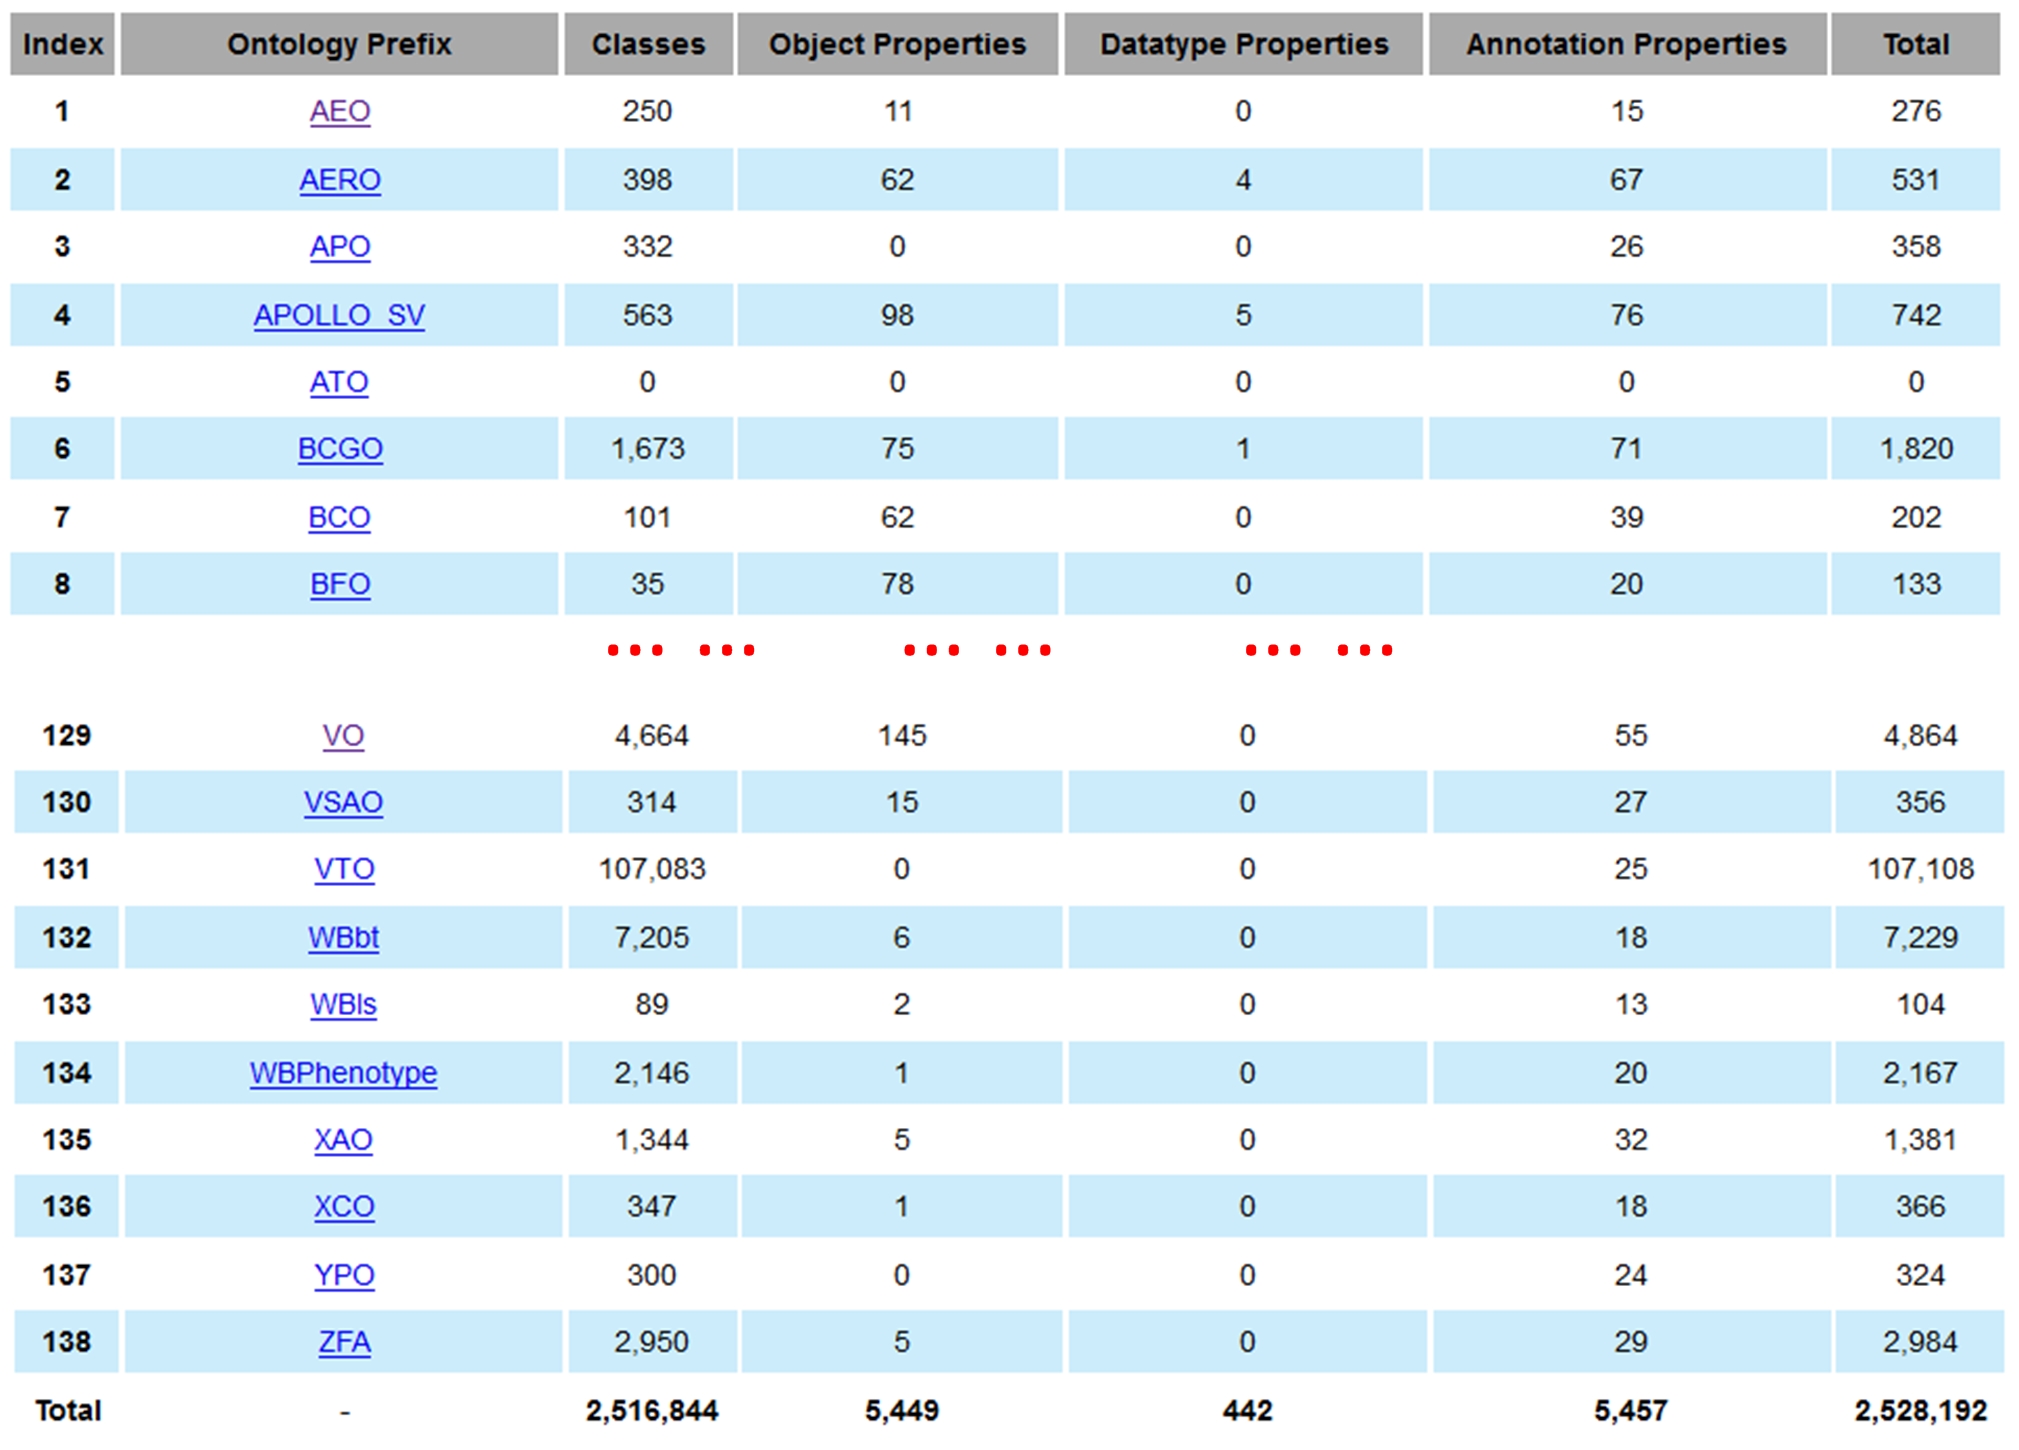 Index Ontology Prefix Classes Object Properties Datatype Properties Annotation Properties Total
1 AEO 250 11 0 15 276
2 AERO 398 62 4 67 531
3 APO 332 0 0 26 358
4 APOLLO_SV 563 98 5 76 742
5 ATO 0 0 0 0 0
6 BCGO 1,673 75 1 71 1,820
7 BCO 101 62 0 39 202
8 BFO 35 78 0 20 133
... ... ... ... ... ...
129 VO 4,664 145 0 55 4,864
130 VSAO 314 15 0 27 356
131 VTO 107,083 0 0 25 107,108
132 WBbt 7,205 6 0 18 7,229
133 WBls 89 2 0 13 104
134 WBPhenotype 2,146 1 0 20 2,167
135 XAO 1,344 5 0 32 1,381
136 XCO 347 1 0 18 366
137 YPO 300 0 0 24 324
138 ZFA 2,950 5 0 29 2,984
Total - 2,516,844 5,449 442 5,457 2,528,192